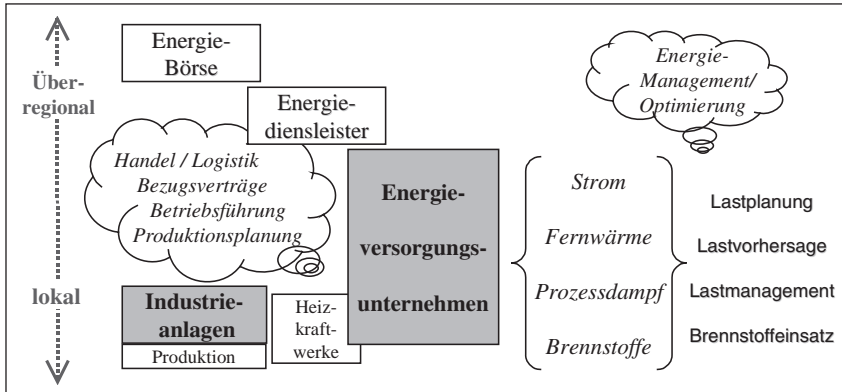 Über-
regional
lokal
Energie-
Börse
Energie-
diensleister
Handel / Logistik
Bezugsverträge
Betriebsführung
Produktionsplanung
Industrie-
anlagen
Produktion
Heiz-
kraft-
werke
Energie-
versorgungs-
unternehmen
Strom
Fernwärme
Prozessdampf
Brennstoffe
Energie-
Management/
Optimierung
Lastplanung
Lastvorhersage
Lastmanagement
Brennstoffeinsatz